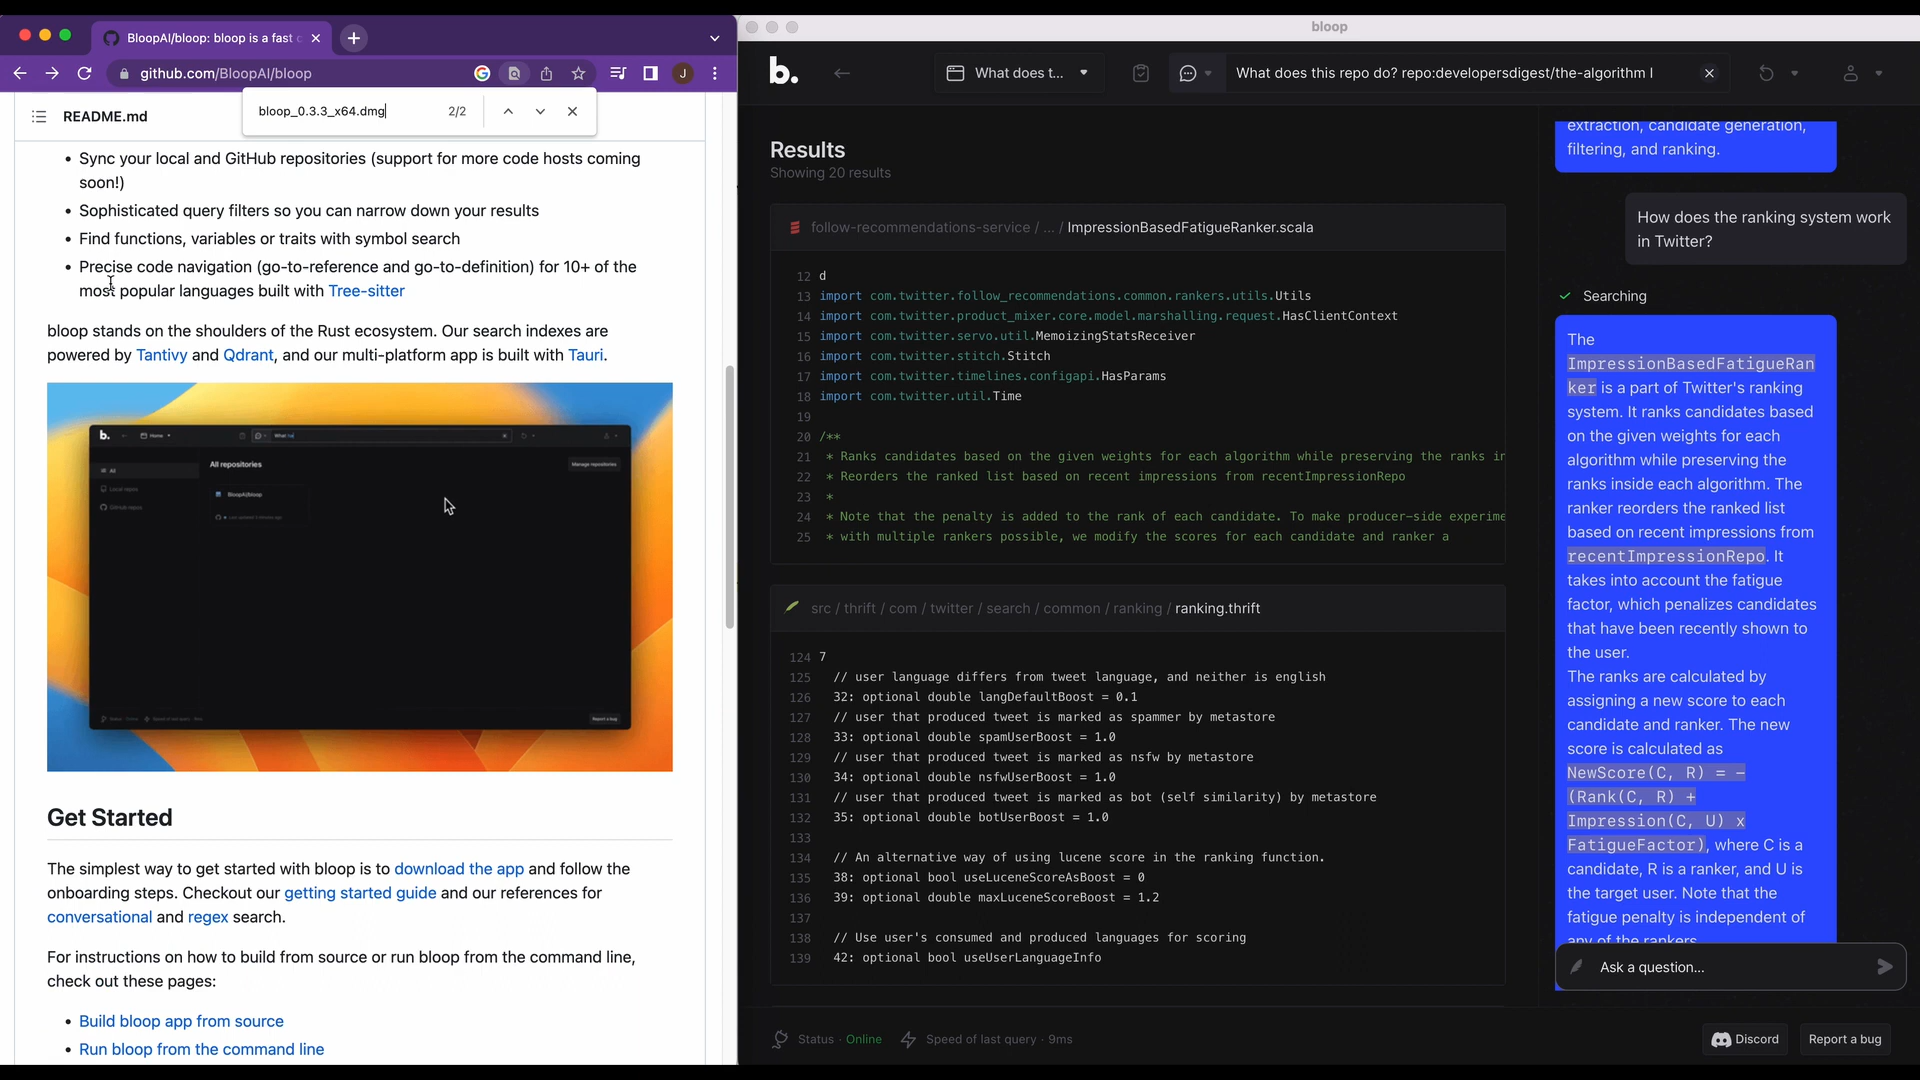 BloopAI/bloop: bloop is a fast c
github.com/BloopAI/bloop
J
bloop_0.3.3_x64.dmg
2/2
README.md
• Sync your local and GitHub repositories (support for more code hosts coming
soon!)
• Sophisticated query filters so you can narrow down your results
• Find functions, variables or traits with symbol search
• Precise code navigation (go-to-reference and go-to-definition) for 10+ of the
most popular languages built with Tree-sitter
bloop stands on the shoulders of the Rust ecosystem. Our search indexes are
powered by Tantivy and Qdrant, and our multi-platform app is built with Tauri.
b.
Home
All repositories
Manage repositories
All
Local repos
GitHub repos
BloopAI/bloop
Report a bug
Get Started
The simplest way to get started with bloop is to download the app and follow the
onboarding steps. Checkout our getting started guide and our references for
conversational and regex search.
For instructions on how to build from source or run bloop from the command line,
check out these pages:
• Build bloop app from source
• Run bloop from the command line
bloop
b.
What does t...
What does this repo do? repo:developersdigest/the-algorithm l
Results
Showing 20 results
follow-recommendations-service / ... / ImpressionBasedFatigueRanker.scala
12 d
13 import com.twitter.follow_recommendations.common.rankers.utils.Utils
14 import com.twitter.product_mixer.core.model.marshalling.request.HasClientContext
15 import com.twitter.servo.util.MemoizingStatsReceiver
16 import com.twitter.stitch.Stitch
17 import com.twitter.timelines.configapi.HasParams
18 import com.twitter.util.Time
19
20 /**
21 * Ranks candidates based on the given weights for each algorithm while preserving the ranks in
22 * Reorders the ranked list based on recent impressions from recentImpressionRepo
23 *
24 * Note that the penalty is added to the rank of each candidate. To make producer-side experime
25 * with multiple rankers possible, we modify the scores for each candidate and ranker a
src / thrift / com / twitter / search / common / ranking / ranking.thrift
124 7
125 // user language differs from tweet language, and neither is english
126 32: optional double langDefaultBoost = 0.1
127 // user that produced tweet is marked as spammer by metastore
128 33: optional double spamUserBoost = 1.0
129 // user that produced tweet is marked as nsfw by metastore
130 34: optional double nsfwUserBoost = 1.0
131 // user that produced tweet is marked as bot (self similarity) by metastore
132 35: optional double botUserBoost = 1.0
133
134 // An alternative way of using lucene score in the ranking function.
135 38: optional bool useLuceneScoreAsBoost = 0
136 39: optional double maxLuceneScoreBoost = 1.2
137
138 // Use user's consumed and produced languages for scoring
139 42: optional bool useUserLanguageInfo
extraction, candidate generation,
filtering, and ranking.
How does the ranking system work
in Twitter?
Searching
The
ImpressionBasedFatigueRan
ker is a part of Twitter's ranking
system. It ranks candidates based
on the given weights for each
algorithm while preserving the
ranks inside each algorithm. The
ranker reorders the ranked list
based on recent impressions from
recentImpressionRepo. It
takes into account the fatigue
factor, which penalizes candidates
that have been recently shown to
the user.
The ranks are calculated by
assigning a new score to each
candidate and ranker. The new
score is calculated as
NewScore(C, R) = –
(Rank(C, R) +
Impression(C, U) x
FatigueFactor), where C is a
candidate, R is a ranker, and U is
the target user. Note that the
fatigue penalty is independent of
any of the rankers
Ask a question...
Status · Online
Speed of last query · 9ms
Discord
Report a bug